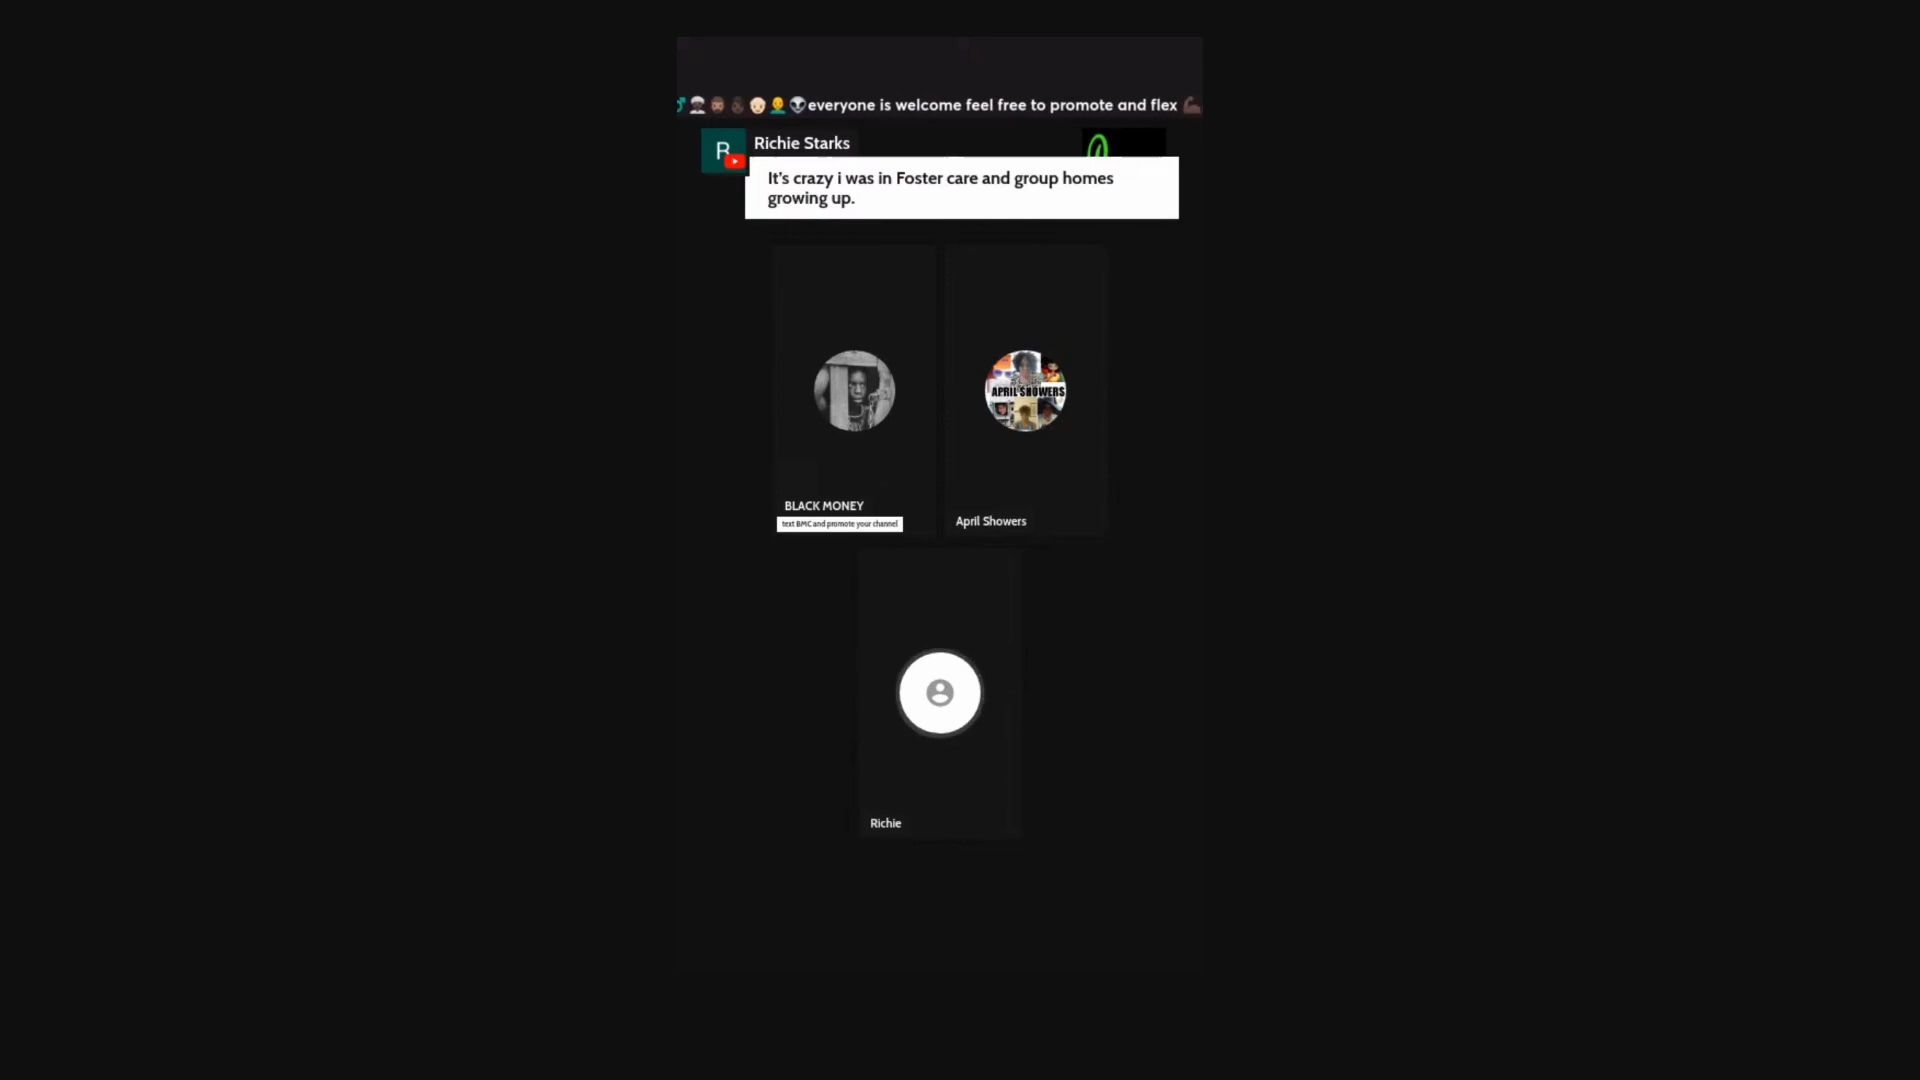 everyone is welcome feel free to promote and flex
R
Richie Starks
It's crazy i was in Foster care and group homes
growing up.
APRIL SHOWERS
BLACK MONEY
text BMC and promote your channel
April Showers
Richie